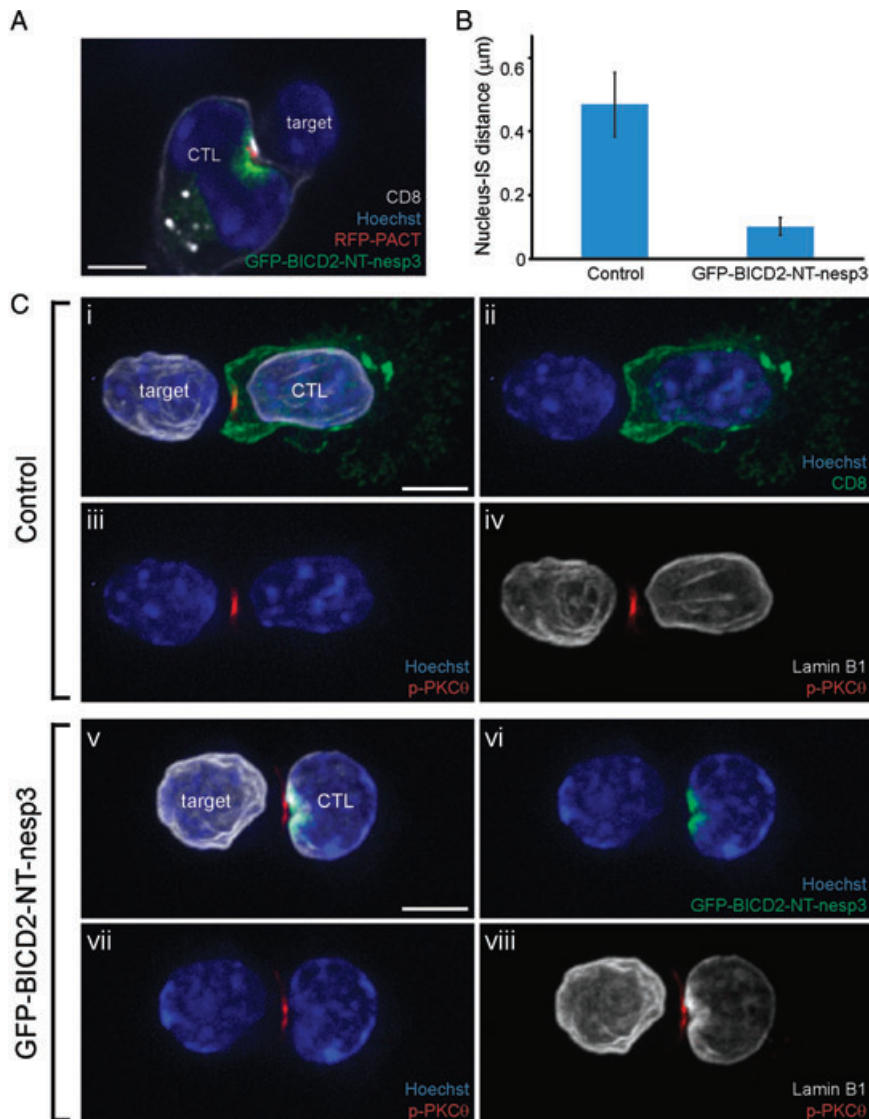 A
CTL
target
CD8
Hoechst
RFP-PACT
GFP-BICD2-NT-nesp3
B
Nucleus-IS distance (μm)
0.6
0.4
0.2
0
Control
GFP-BICD2-NT-nesp3
C
Control
i
target
CTL
ii
Hoechst
CD8
iii
Hoechst
p-PKCθ
iv
Lamin B1
p-PKCθ
GFP-BICD2-NT-nesp3
v
target
CTL
vi
Hoechst
GFP-BICD2-NT-nesp3
vii
Hoechst
p-PKCθ
viii
Lamin B1
p-PKCθ